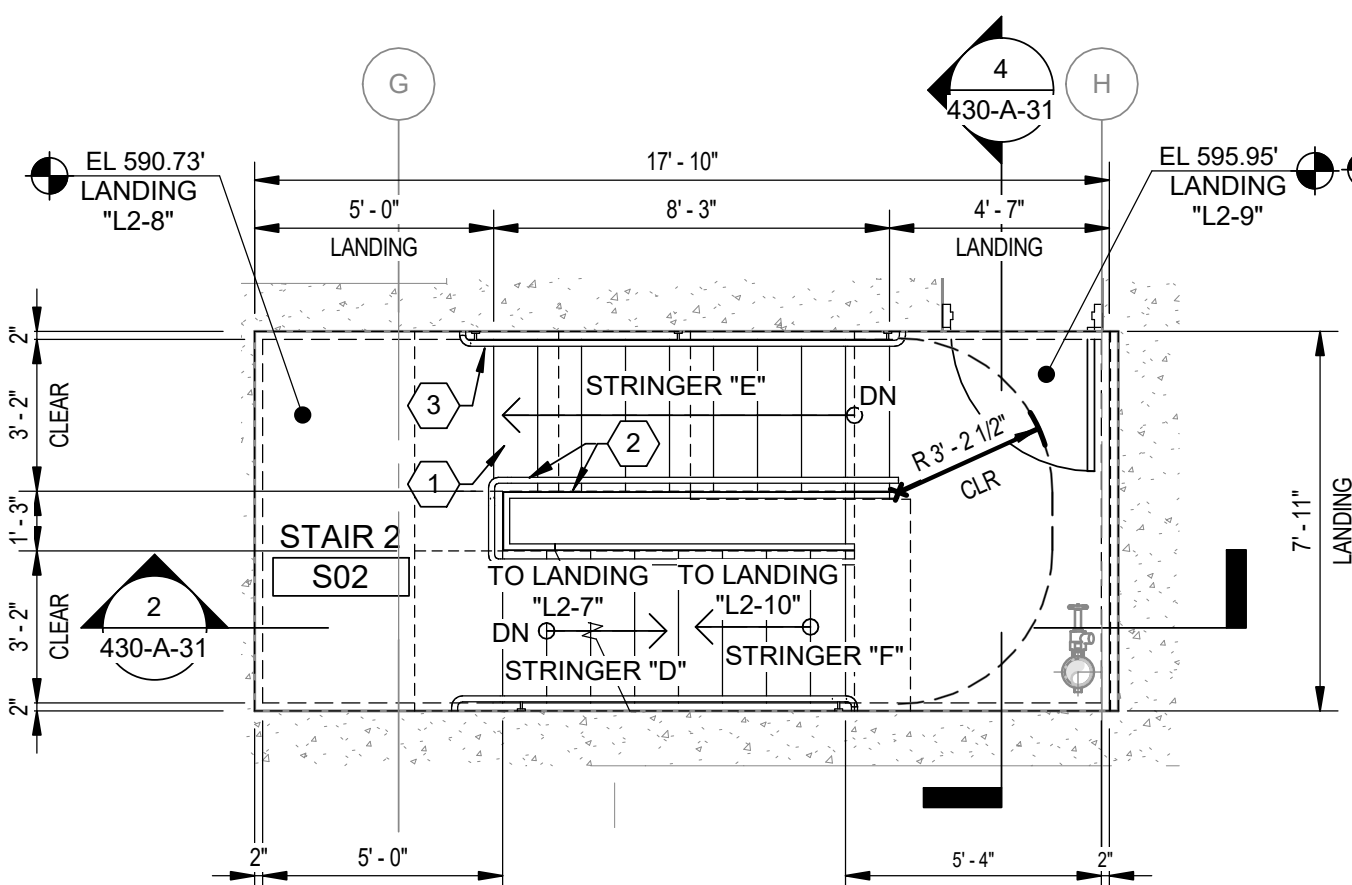 G
4
430-A-31
H
EL 590.73'
LANDING
"L2-8"
17' - 10"
EL 595.95'
LANDING
"L2-9"
5' - 0"
LANDING
8' - 3"
4' - 7"
LANDING
2"
3' - 2"
CLEAR
1' - 3"
3' - 2"
CLEAR
2"
3
STRINGER "E"
DN
2
1
R 3' - 2 1/2"
CLR
7' - 11"
LANDING
STAIR 2
S02
2
430-A-31
TO LANDING
"L2-7"
TO LANDING
"L2-10"
DN
STRINGER "D"
STRINGER "F"
2"
5' - 0"
5' - 4"
2"